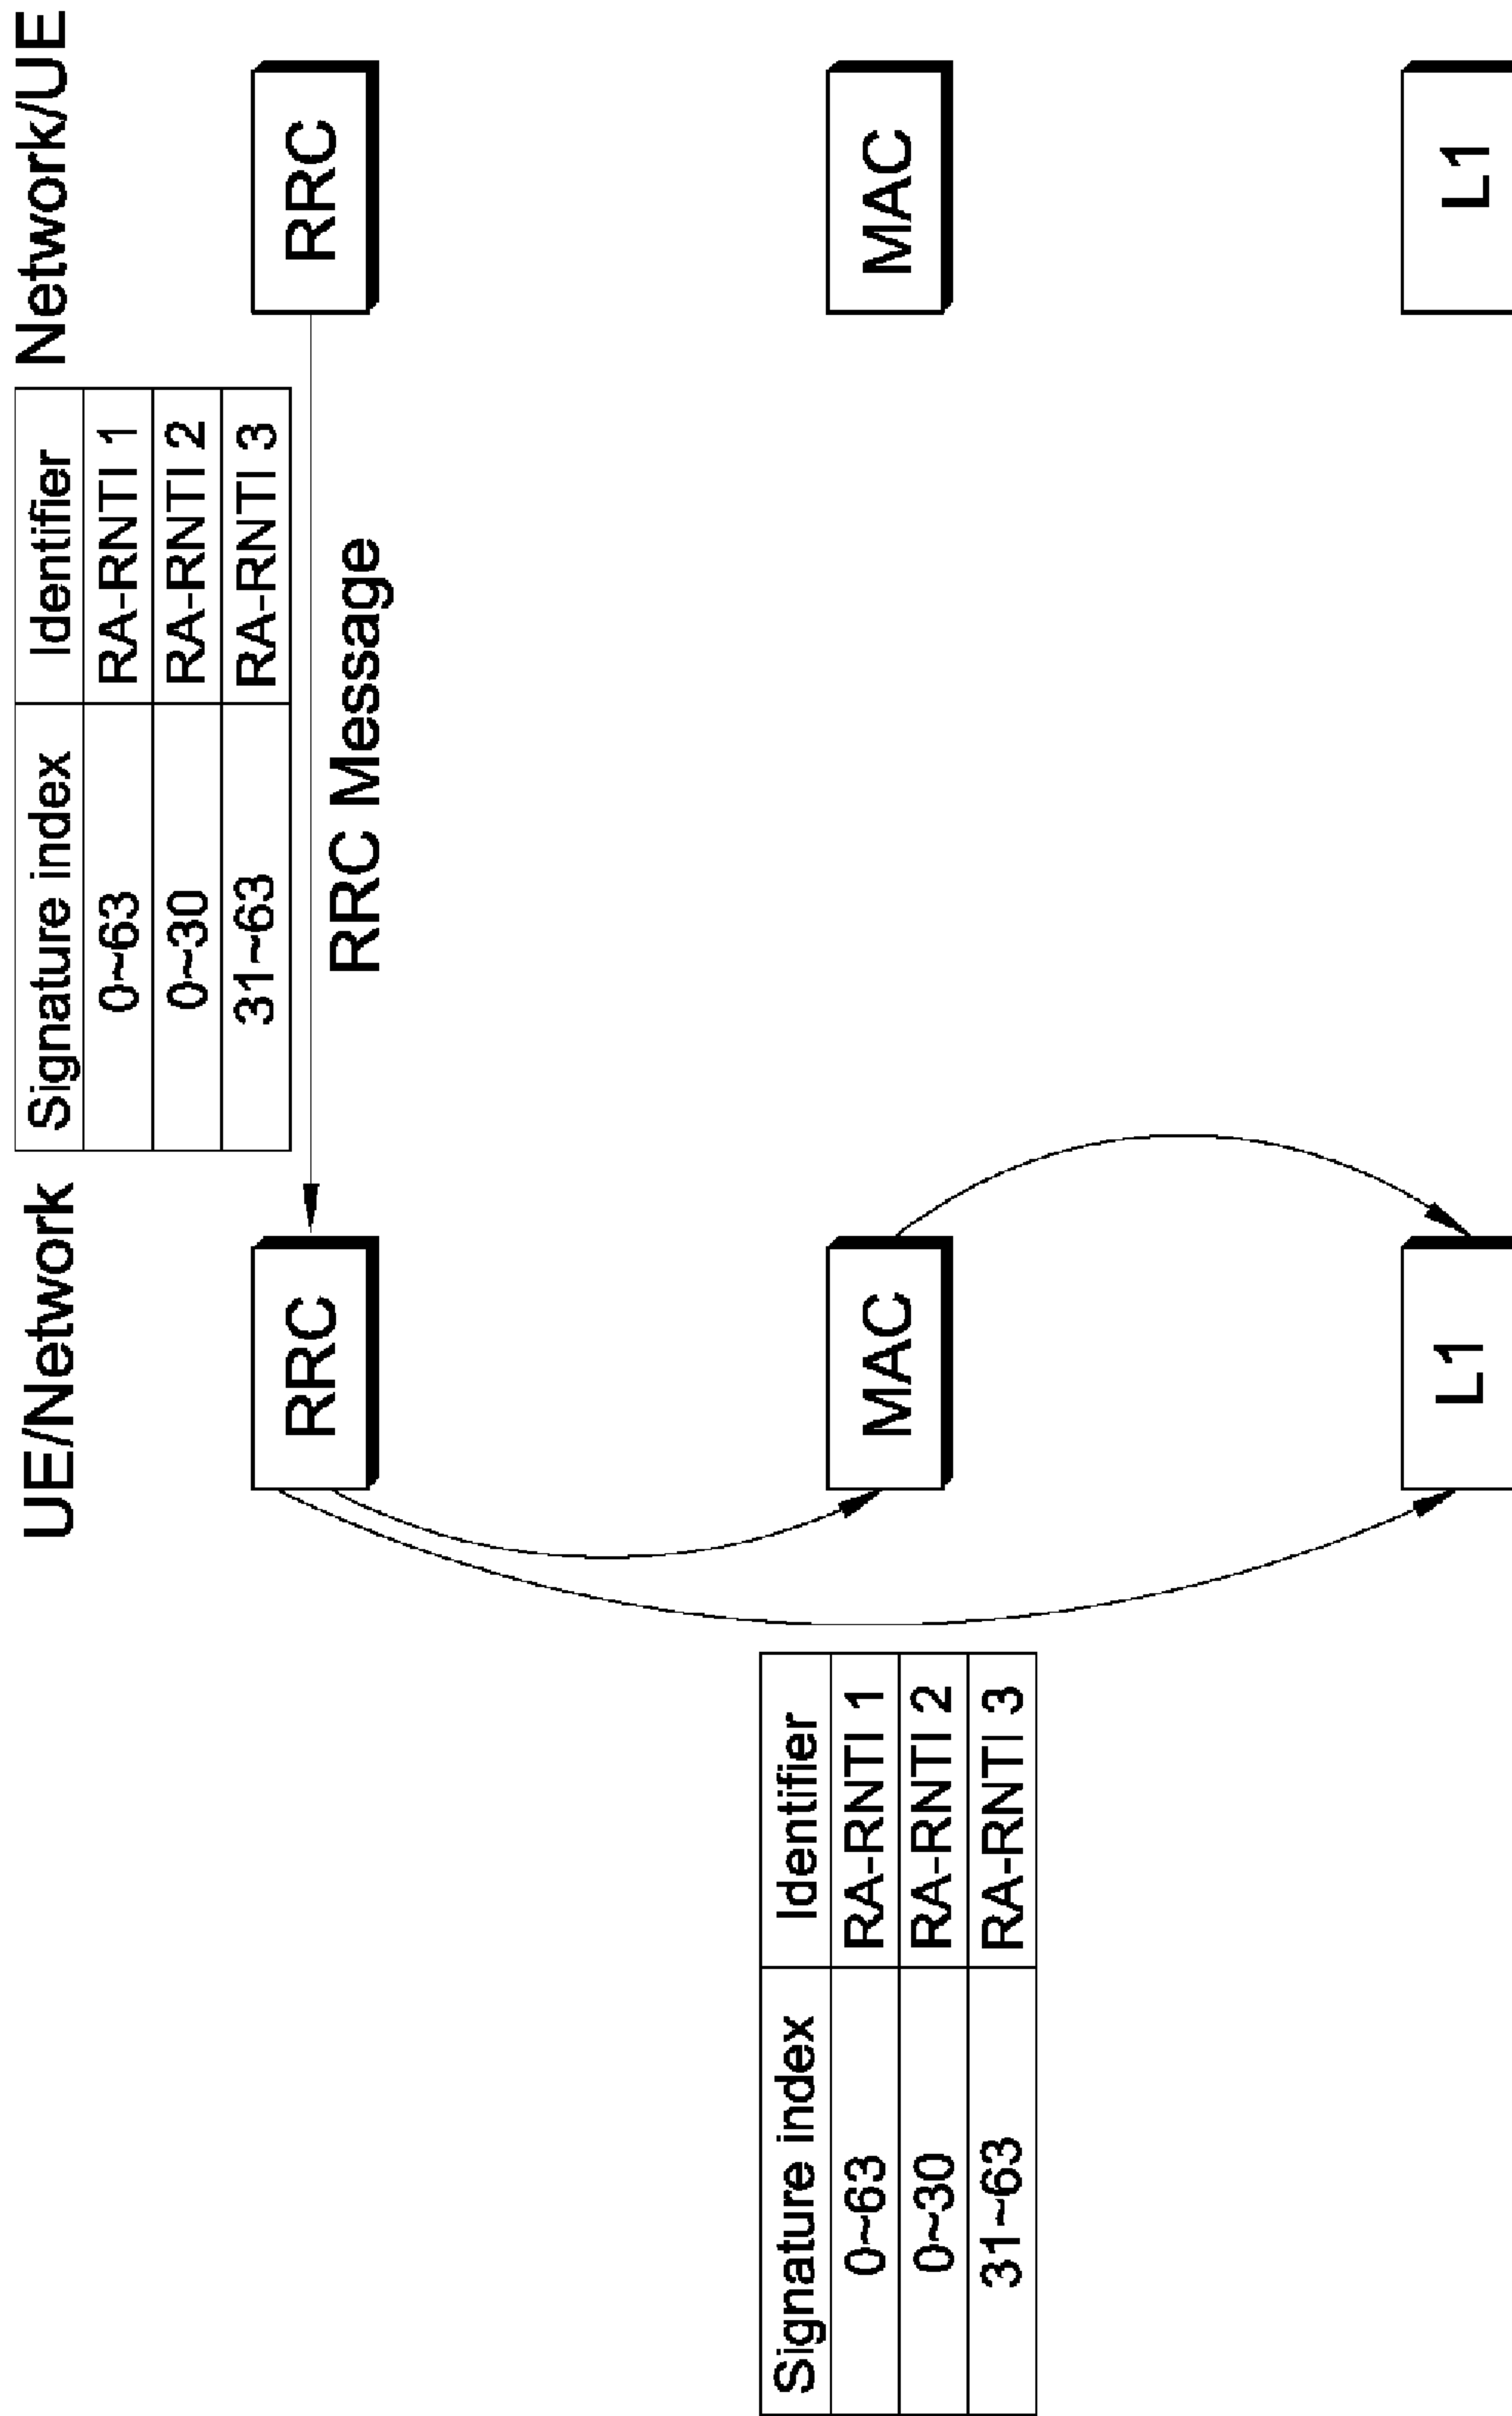 UE/Network
Network/UE
Signature index Identifier
0~63 RA-RNTI 1
0~30 RA-RNTI 2
31~63 RA-RNTI 3
RRC
RRC
RRC Message
Signature index Identifier
0~63 RA-RNTI 1
0~30 RA-RNTI 2
31~63 RA-RNTI 3
MAC
MAC
L1
L1